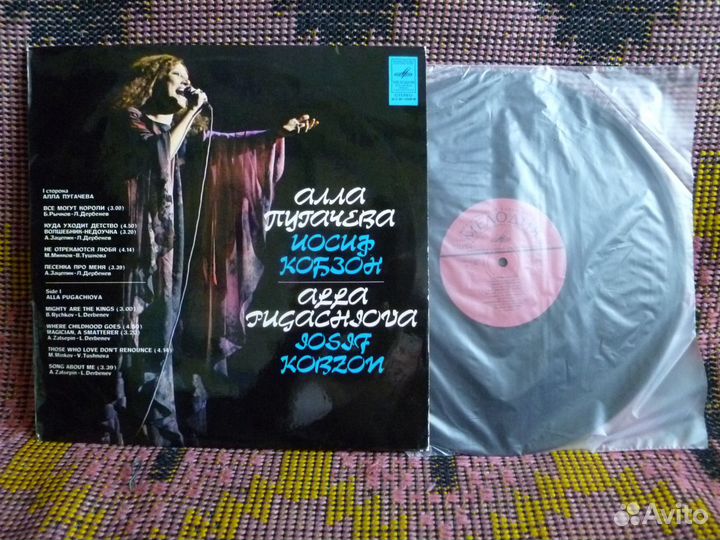 I сторона
АЛЛА ПУГАЧЕВА
ВСЕ МОГУТ КОРОЛИ (3.00)
Б.Рычков-Л.Дербенев
КУДА УХОДИТ ДЕТСТВО (4.50)
ВОЛШЕБНИК-НЕДОУЧКА (3.20)
А.Зацепин-Л.Дербенев
НЕ ОТРЕКАЮТСЯ ЛЮБЯ (4.14)
М.Минков-В.Тушнова
ПЕСЕНКА ПРО МЕНЯ (3.39)
А.Зацепин-Л.Дербенев
Side I
ALLA PUGACHIOVA
MIGHTY ARE THE KINGS (3.00)
B.Rychkov-L.Derbenev
WHERE CHILDHOOD GOES (4.50)
MAGICIAN, A SMATTERER (3.20)
A.Zatsepin-L.Derbenev
THOSE WHO LOVE DON'T RENOUNCE (4.14)
M.Minkov-V.Tushnova
SONG ABOUT ME (3.39)
A.Zatsepin-L.Derbenev
АЛЛА
ПУГАЧЕВА
ИОСИФ
КОБЗОН
ALLA
PUGACHIOVA
IOSIF
KOBZON
СТЕРЕО
МЕЛОДИЯ
Avito